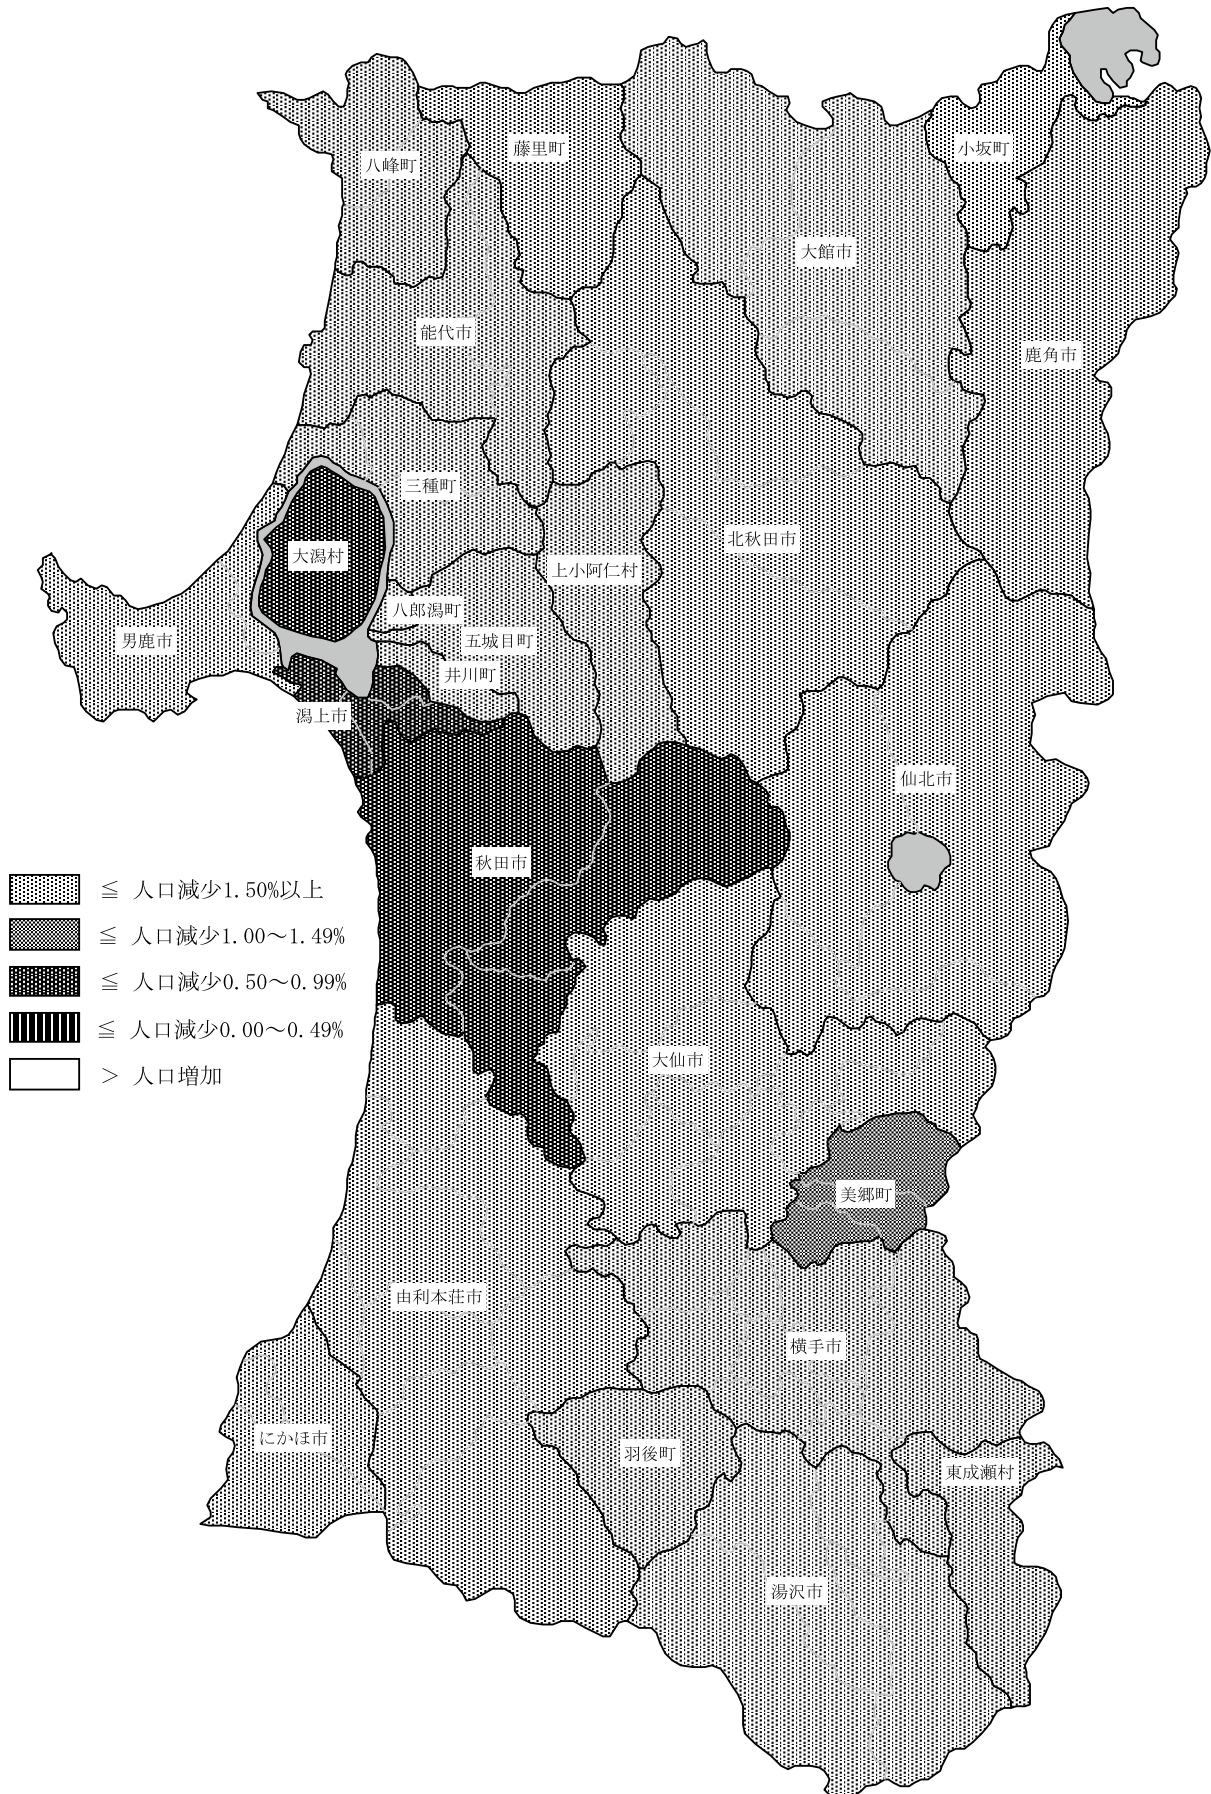 小坂町
藤里町
八峰町
大館市
能代市
鹿角市
三種町
北秋田市
大潟村
上小阿仁村
八郎潟町
五城目町
男鹿市
井川町
潟上市
仙北市
秋田市
≦ 人口減少1.50%以上
≦ 人口減少1.00～1.49%
≦ 人口減少0.50～0.99%
≦ 人口減少0.00～0.49%
＞ 人口増加
大仙市
美郷町
由利本荘市
横手市
にかほ市
羽後町
東成瀬村
湯沢市